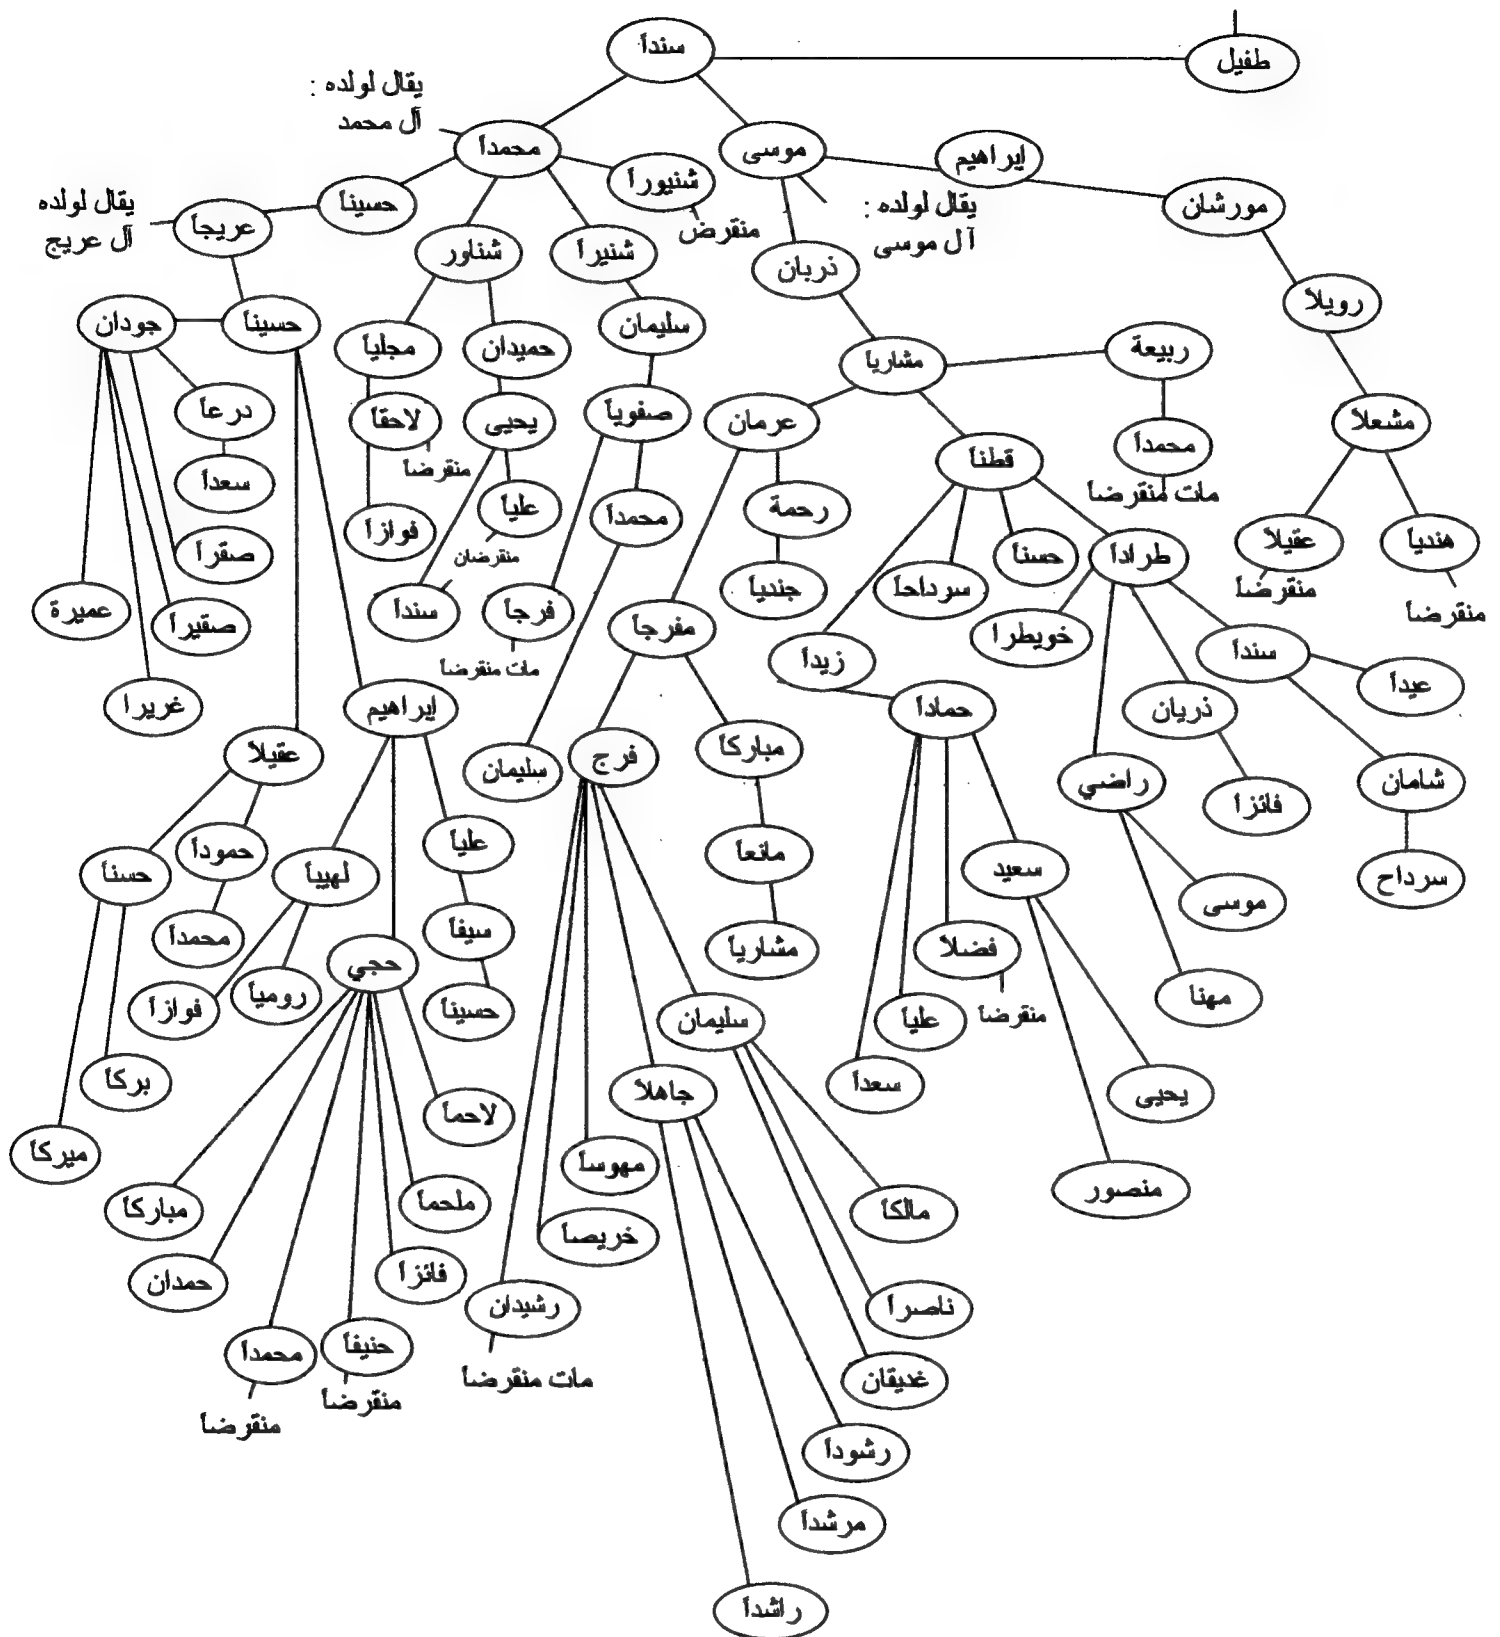 طفيل
سنداً
يقال لولده :
آل محمد
محمداً
موسى
ابراهيم
شنيوراً
منقرض
يقال لولده :
آل موسى
مورشان
حسيناً
عريجاً
يقال لولده
آل عريج
شناور
شنيراً
ذربان
رويلاً
جودان
حسيناً
مجلياً
حميدان
سليمان
مشارياً
ربيعة
درعاً
لاحقاً
منقرضاً
يحيى
صفوياً
عرمان
قطناً
محمداً
مات منقرضاً
مشعلاً
سعداً
فوازاً
علياً
منقرضان
محمداً
رحمة
حسناً
طراداً
عقيلاً
منقرضاً
هندياً
منقرضاً
صقراً
عميرة
صقيراً
سنداً
فرجاً
مات منقرضاً
مفرجاً
جندياً
سرداحاً
خويطراً
سنداً
غريراً
ابراهيم
زيداً
حماداً
ذريان
عيداً
عقيلاً
سليمان
فرج
مباركاً
راضي
فائزاً
شامان
حسناً
حموداً
لهيباً
علياً
مانعاً
سعيد
موسى
سرداح
محمداً
حجي
سيفاً
مشارياً
فضلاً
منقرضاً
مهنا
فوازاً
رومياً
حسيناً
سليمان
علياً
بركاً
لاحماً
جاهلاً
سعداً
يحيى
ميركاً
مباركاً
ملحماً
مهوساً
مالكاً
منصور
حمدان
فائزاً
خريصاً
رشيدان
مات منقرضاً
ناصراً
محمداً
منقرضاً
حنيفاً
منقرضاً
غديقان
رشوداً
مرشداً
راشداً